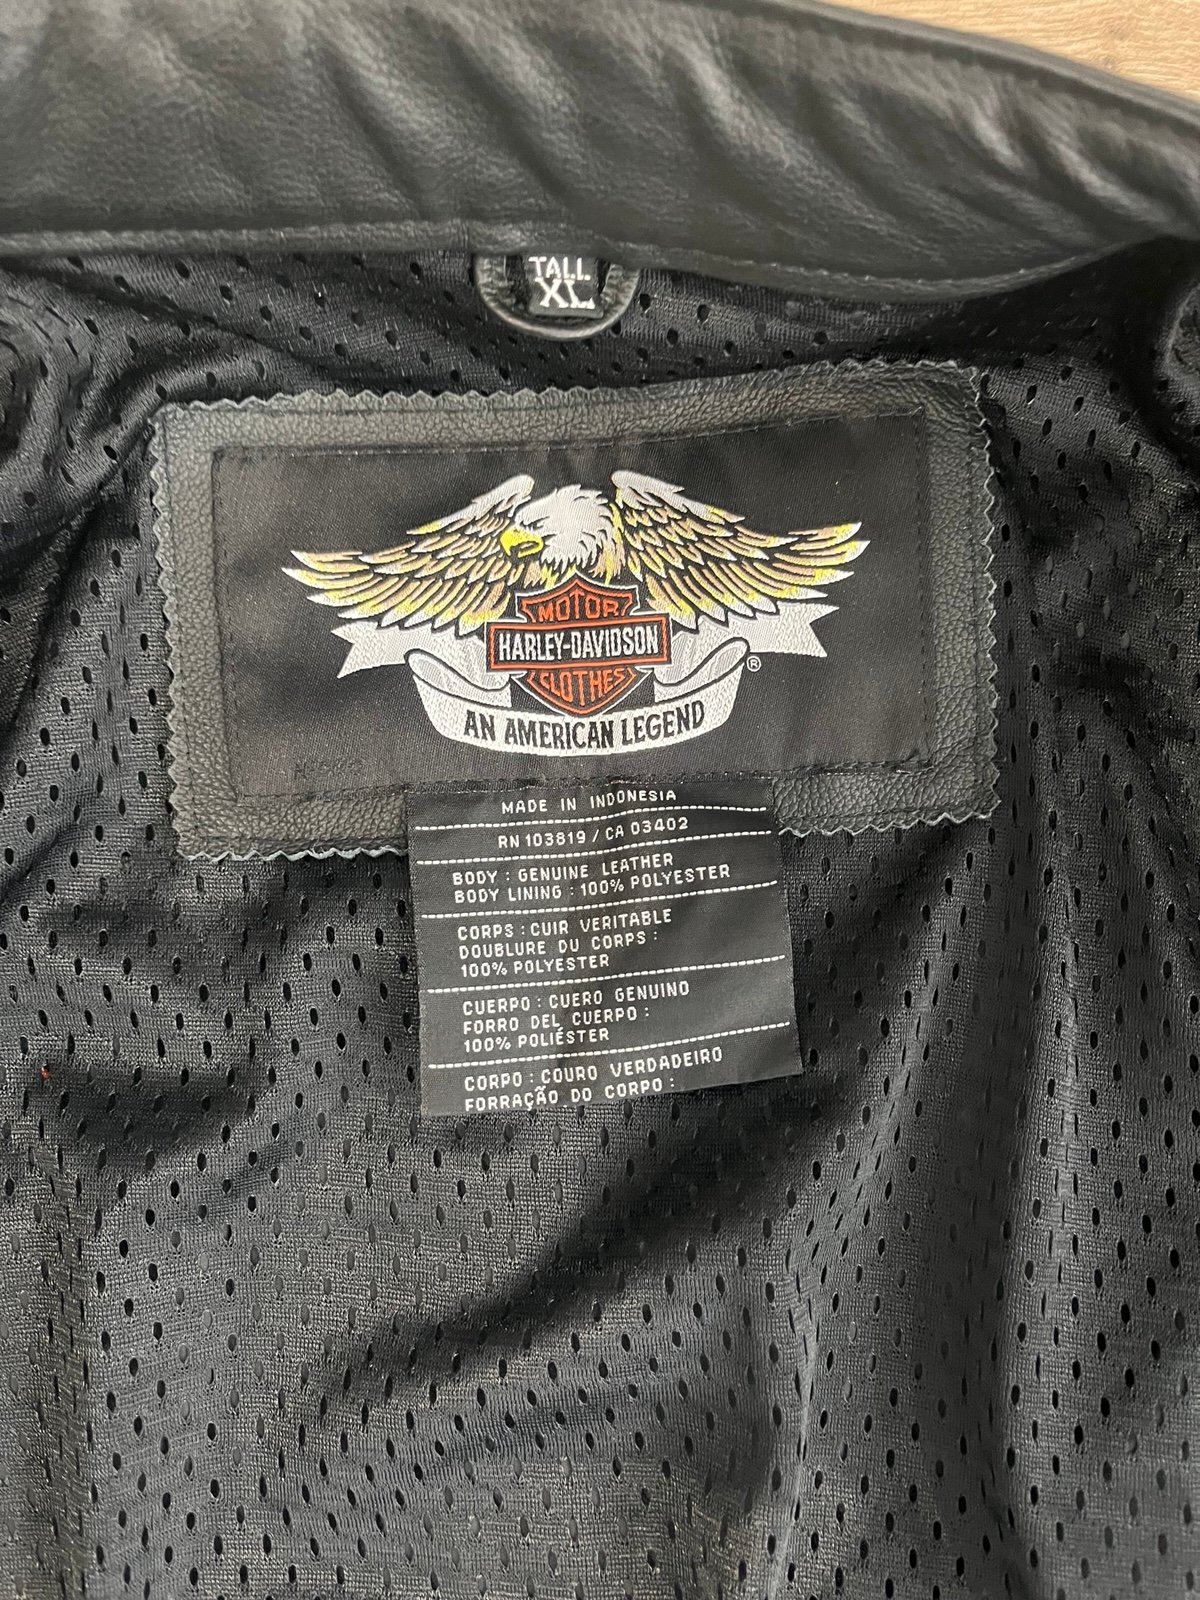 TALL
XL
MOTOR
HARLEY-DAVIDSON
CLOTHES
®
AN AMERICAN LEGEND
MADE IN INDONESIA
RN 103819 / CA 03402
BODY : GENUINE LEATHER
BODY LINING : 100% POLYESTER
CORPS : CUIR VERITABLE
DOUBLURE DU CORPS :
100% POLYESTER
CUERPO : CUERO GENUINO
FORRO DEL CUERPO :
100% POLIÉSTER
CORPO : COURO VERDADEIRO
FORRAÇÃO DO CORPO :